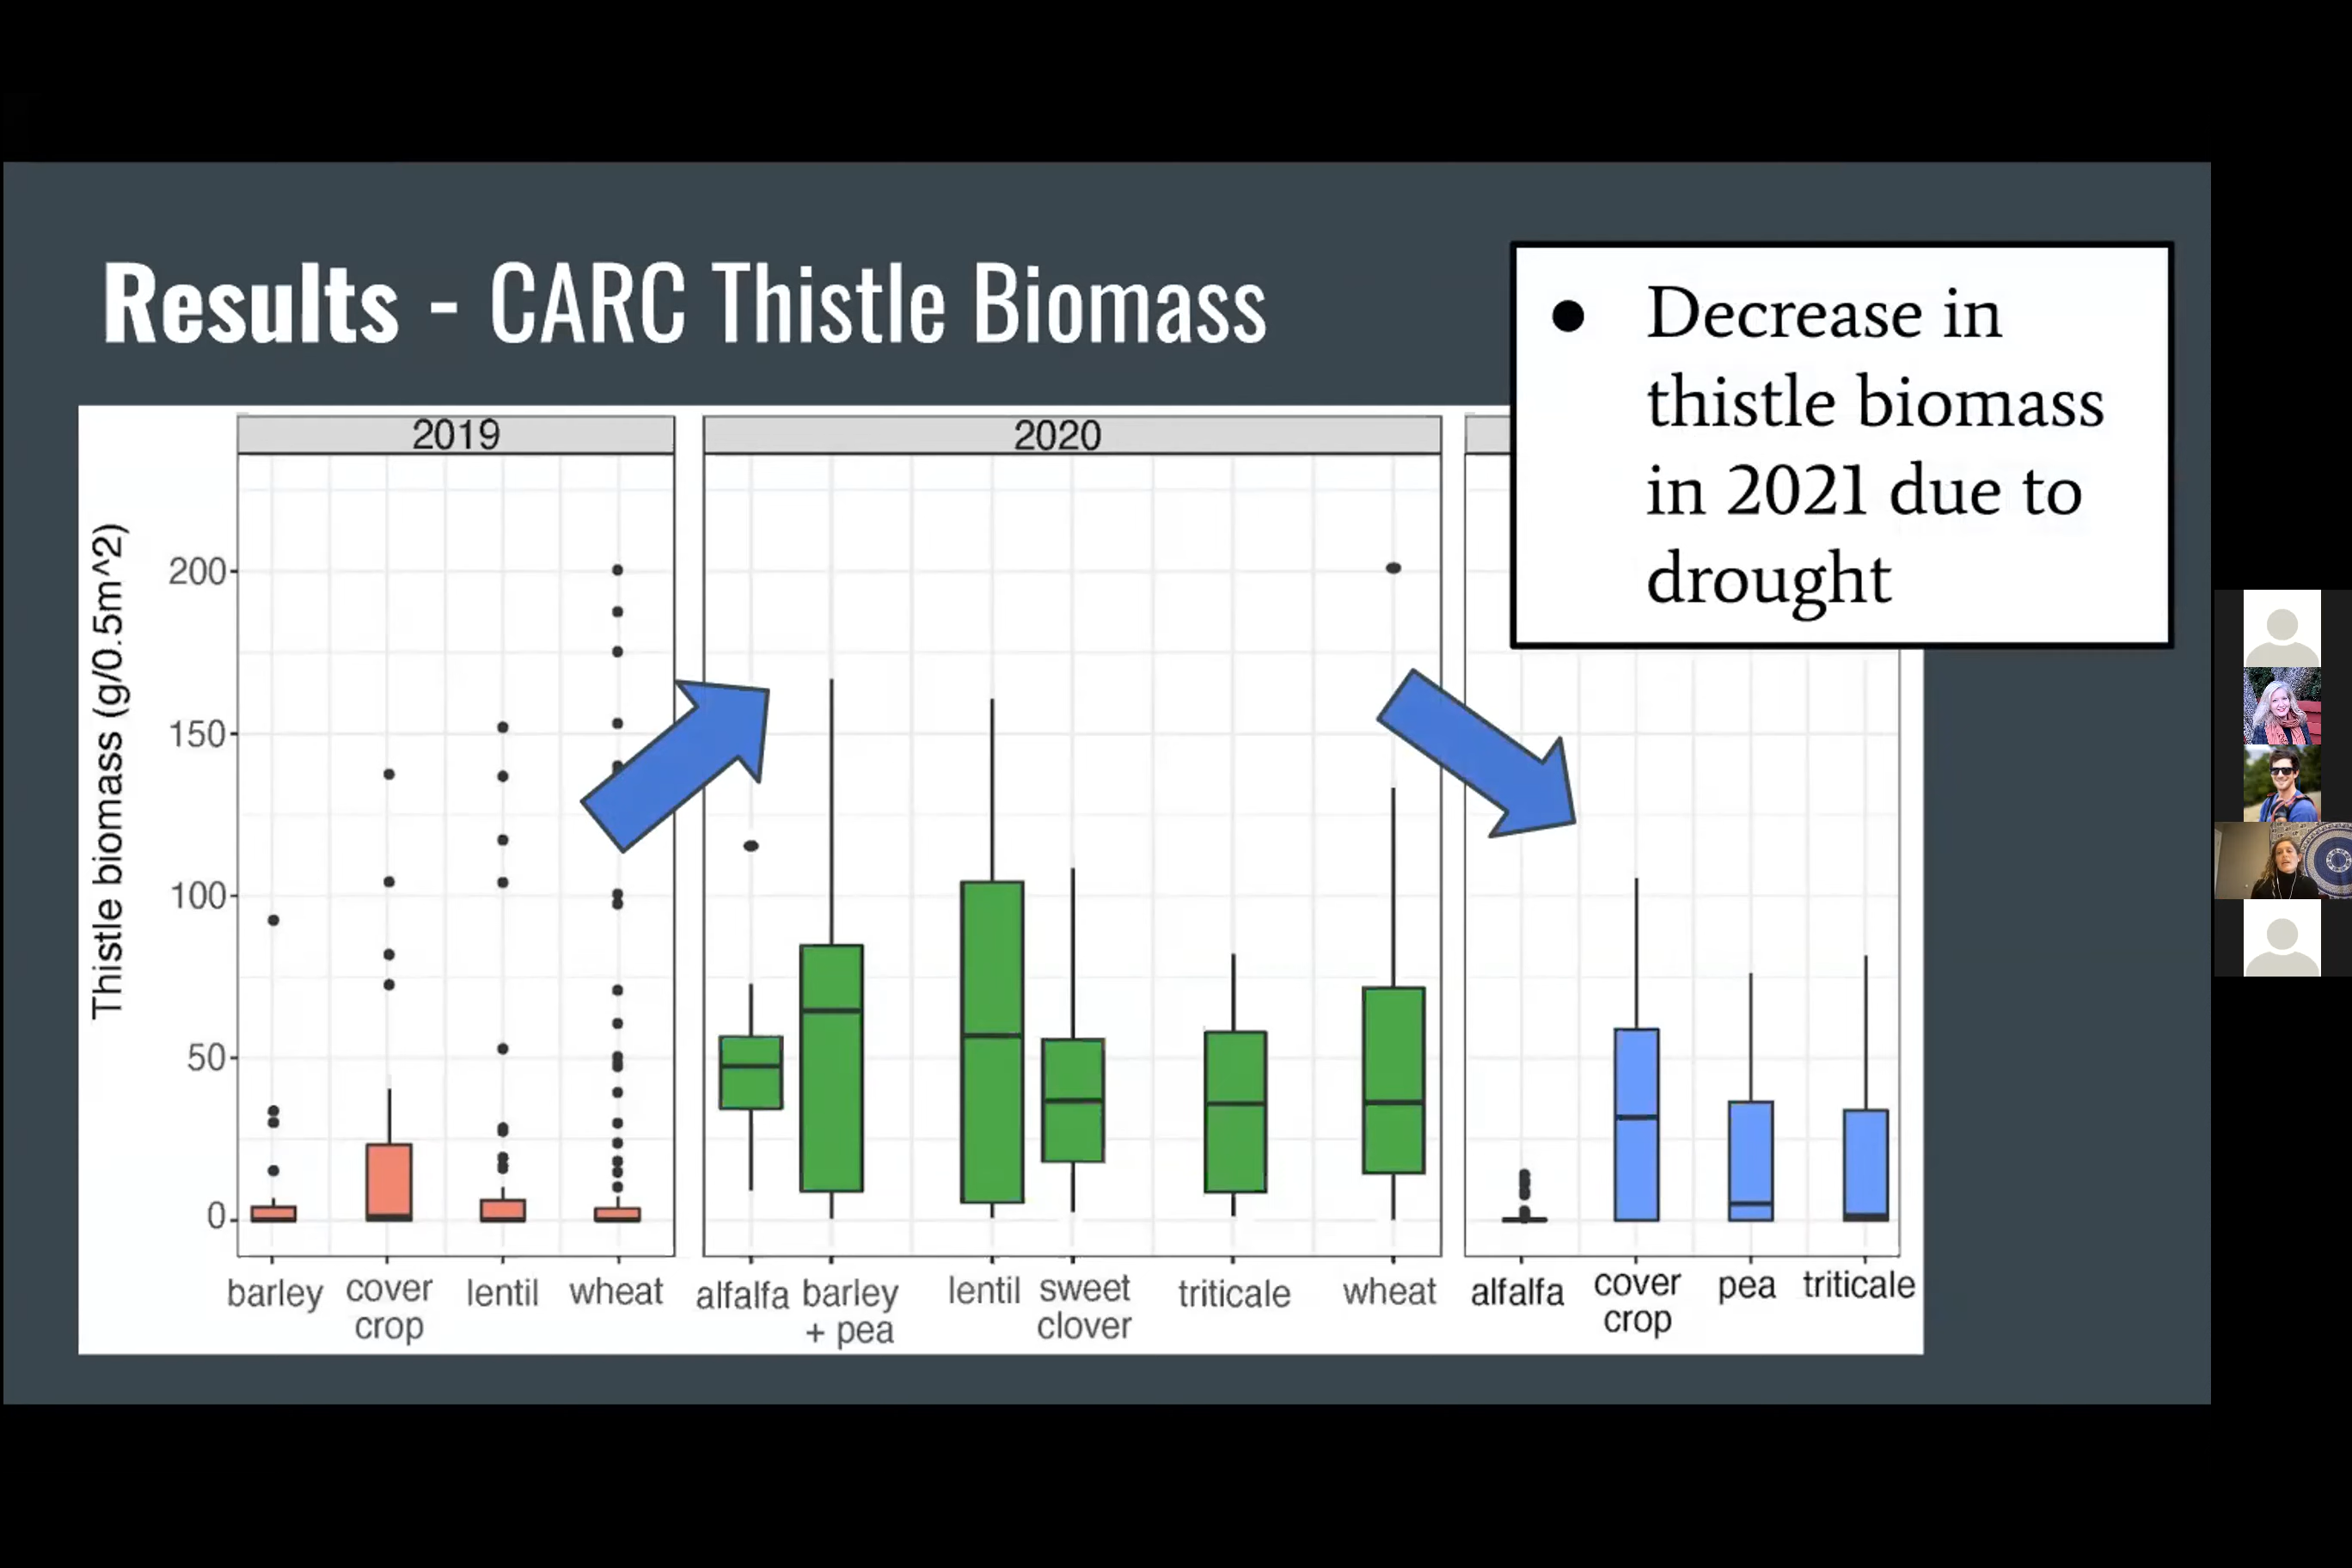 Results - CARC Thistle Biomass
● Decrease in
thistle biomass
in 2021 due to
drought
2019
2020
Thistle biomass (g/0.5m^2)
200
150
100
50
0
barley
cover
crop
lentil
wheat
alfalfa
barley
+ pea
lentil
sweet
clover
triticale
wheat
alfalfa
cover
crop
pea
triticale